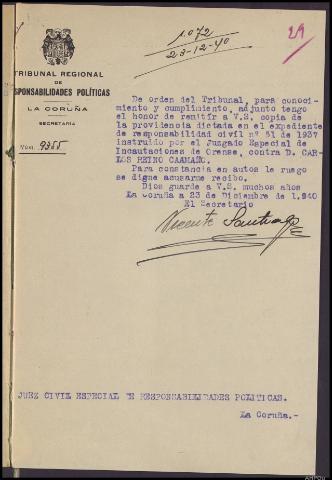 1.072
23-12-40
29
TRIBUNAL REGIONAL
DE
RESPONSABILIDADES POLÍTICAS
LA CORUÑA
SECRETARIA
NÚM. 9355
De orden del Tribunal, para conoci-
miento y cumplimiento, adjunto tengo
el honor de remitir a V.S. copia de
la providencia dictada en el expediente
de responsabilidad civil nº 51 de 1937
instruido por el Juzgado Especial de
Incautaciones de Orense, contra D. CAR-
LOS REINO CAAMAÑO.
Para constancia en autos le ruego
se digne acusarme recibo.
Dios guarde a V.S. muchos años
La Coruña a 23 de Diciembre de 1.940
El Secretario
Vicente Santiago
JUEZ CIVIL ESPECIAL DE RESPONSABILIDADES POLITICAS.
La Coruña.-